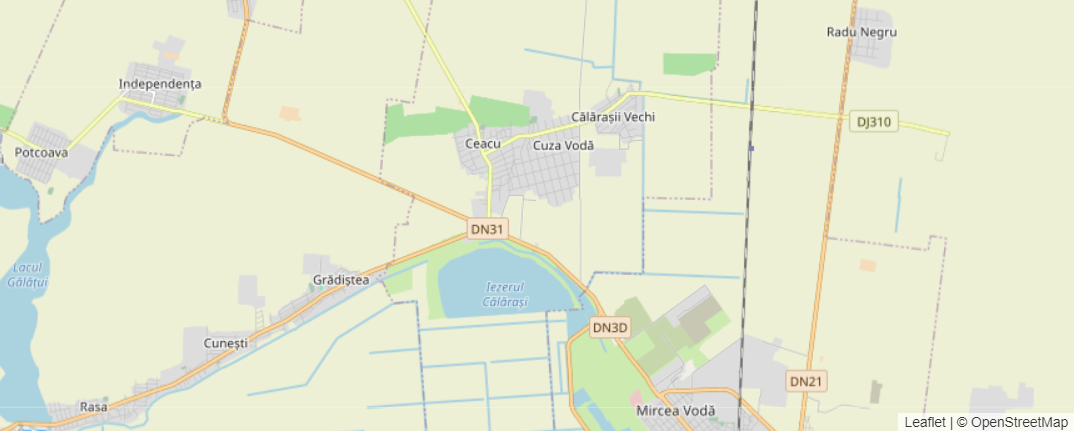 Radu Negru
Independența
Călărașii Vechi
DJ310
Ceacu
Cuza Vodă
Potcoava
DN31
Lacul
Gălățui
Grădiștea
Iezerul
Călărași
DN3D
Cunești
DN21
Rasa
Mircea Vodă
Leaflet | © OpenStreetMap